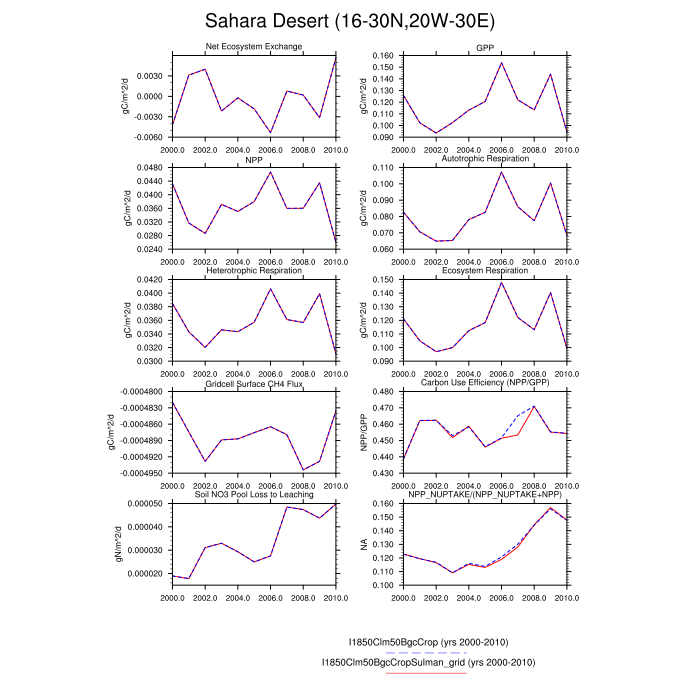 Sahara Desert (16-30N,20W-30E)
Net Ecosystem Exchange
gC/m^2/d
0.0030
0.0000
-0.0030
-0.0060
2000.0 2002.0 2004.0 2006.0 2008.0 2010.0
GPP
gC/m^2/d
0.160
0.150
0.140
0.130
0.120
0.110
0.100
0.090
2000.0 2002.0 2004.0 2006.0 2008.0 2010.0
NPP
gC/m^2/d
0.0480
0.0440
0.0400
0.0360
0.0320
0.0280
0.0240
2000.0 2002.0 2004.0 2006.0 2008.0 2010.0
Autotrophic Respiration
gC/m^2/d
0.110
0.100
0.090
0.080
0.070
0.060
2000.0 2002.0 2004.0 2006.0 2008.0 2010.0
Heterotrophic Respiration
gC/m^2/d
0.0420
0.0400
0.0380
0.0360
0.0340
0.0320
0.0300
2000.0 2002.0 2004.0 2006.0 2008.0 2010.0
Ecosystem Respiration
gC/m^2/d
0.150
0.140
0.130
0.120
0.110
0.100
0.090
2000.0 2002.0 2004.0 2006.0 2008.0 2010.0
Gridcell Surface CH4 Flux
gC/m^2/d
-0.0004800
-0.0004830
-0.0004860
-0.0004890
-0.0004920
-0.0004950
2000.0 2002.0 2004.0 2006.0 2008.0 2010.0
Carbon Use Efficiency (NPP/GPP)
NPP/GPP
0.480
0.470
0.460
0.450
0.440
0.430
2000.0 2002.0 2004.0 2006.0 2008.0 2010.0
Soil NO3 Pool Loss to Leaching
gN/m^2/d
0.000050
0.000040
0.000030
0.000020
2000.0 2002.0 2004.0 2006.0 2008.0 2010.0
NPP_NUPTAKE/(NPP_NUPTAKE+NPP)
NA
0.160
0.150
0.140
0.130
0.120
0.110
0.100
2000.0 2002.0 2004.0 2006.0 2008.0 2010.0
I1850Clm50BgcCrop (yrs 2000-2010)
I1850Clm50BgcCropSulman_grid (yrs 2000-2010)